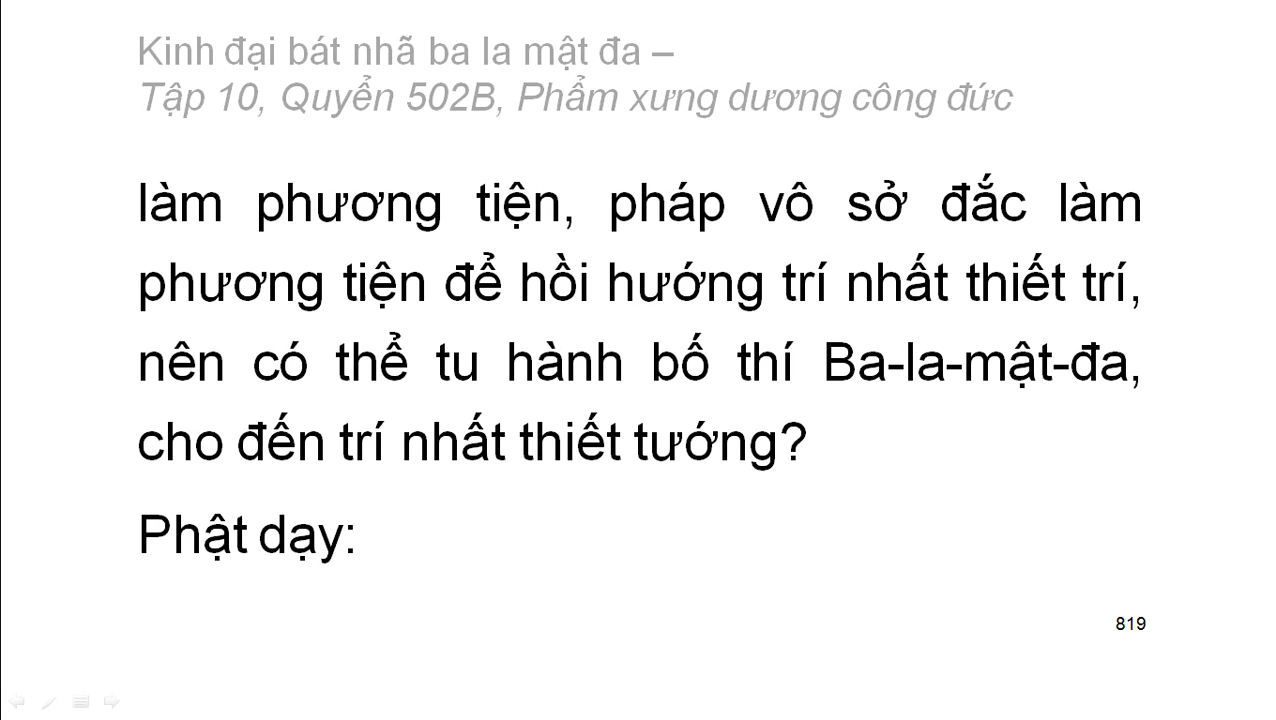 Kinh đại bát nhã ba la mật đa –
Tập 10, Quyển 502B, Phẩm xưng dương công đức
làm phương tiện, pháp vô sở đắc làm
phương tiện để hồi hướng trí nhất thiết trí,
nên có thể tu hành bố thí Ba-la-mật-đa,
cho đến trí nhất thiết tướng?
Phật dạy:
819